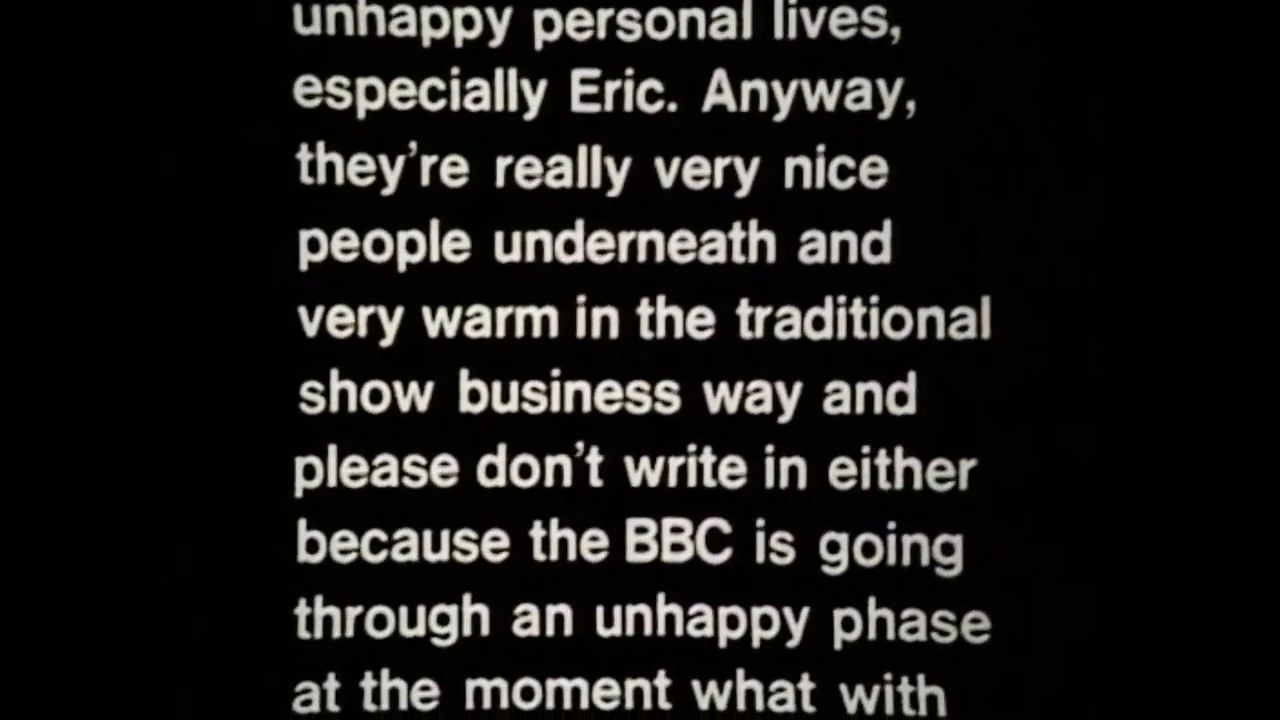 unhappy personal lives,
especially Eric. Anyway,
they're really very nice
people underneath and
very warm in the traditional
show business way and
please don't write in either
because the BBC is going
through an unhappy phase
at the moment what with